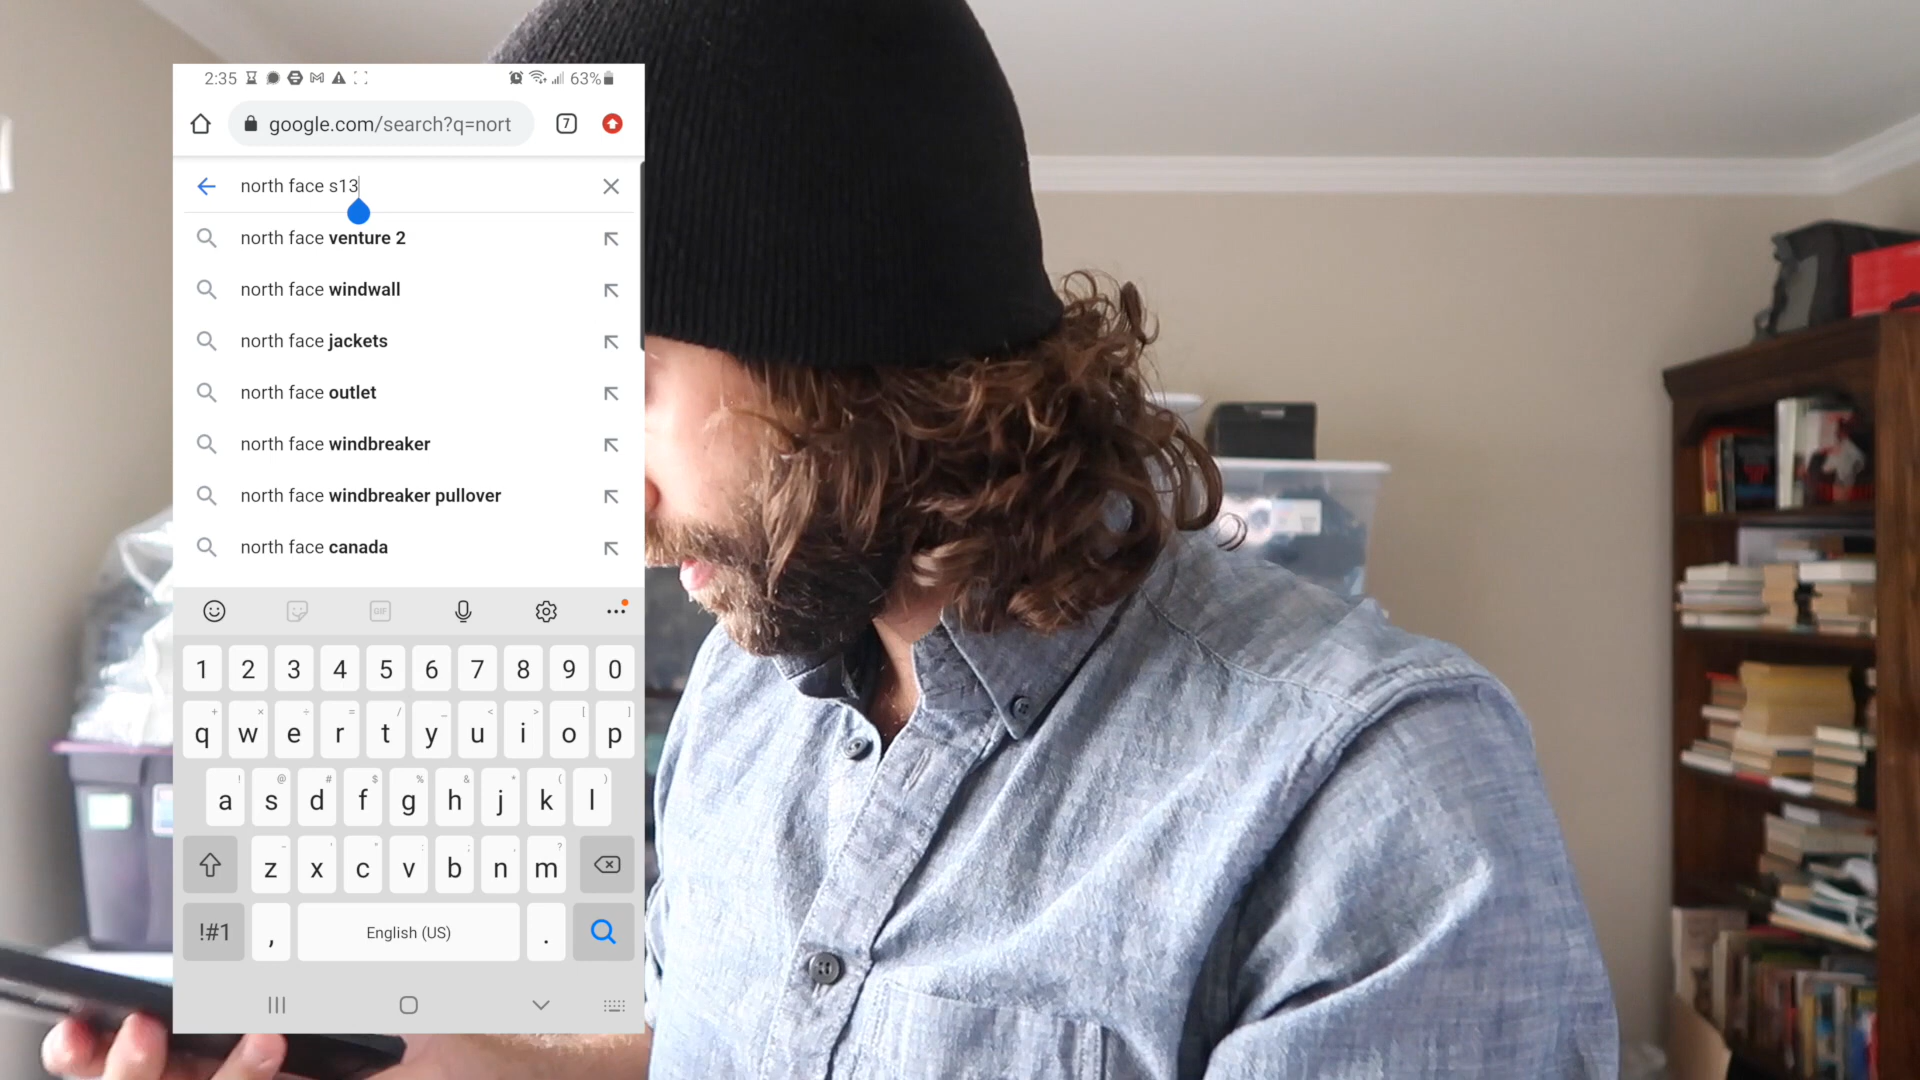 2:35 63%
google.com/search?q=nort 7
north face s13
north face venture 2
north face windwall
north face jackets
north face outlet
north face windbreaker
north face windbreaker pullover
north face canada
GIF
1 2 3 4 5 6 7 8 9 0
+ × ÷ = / _ < > [ ]
q w e r t y u i o p
! @ # $ % & * ( )
a s d f g h j k l
- ' " : ; , ?
z x c v b n m
!#1 , English (US) .